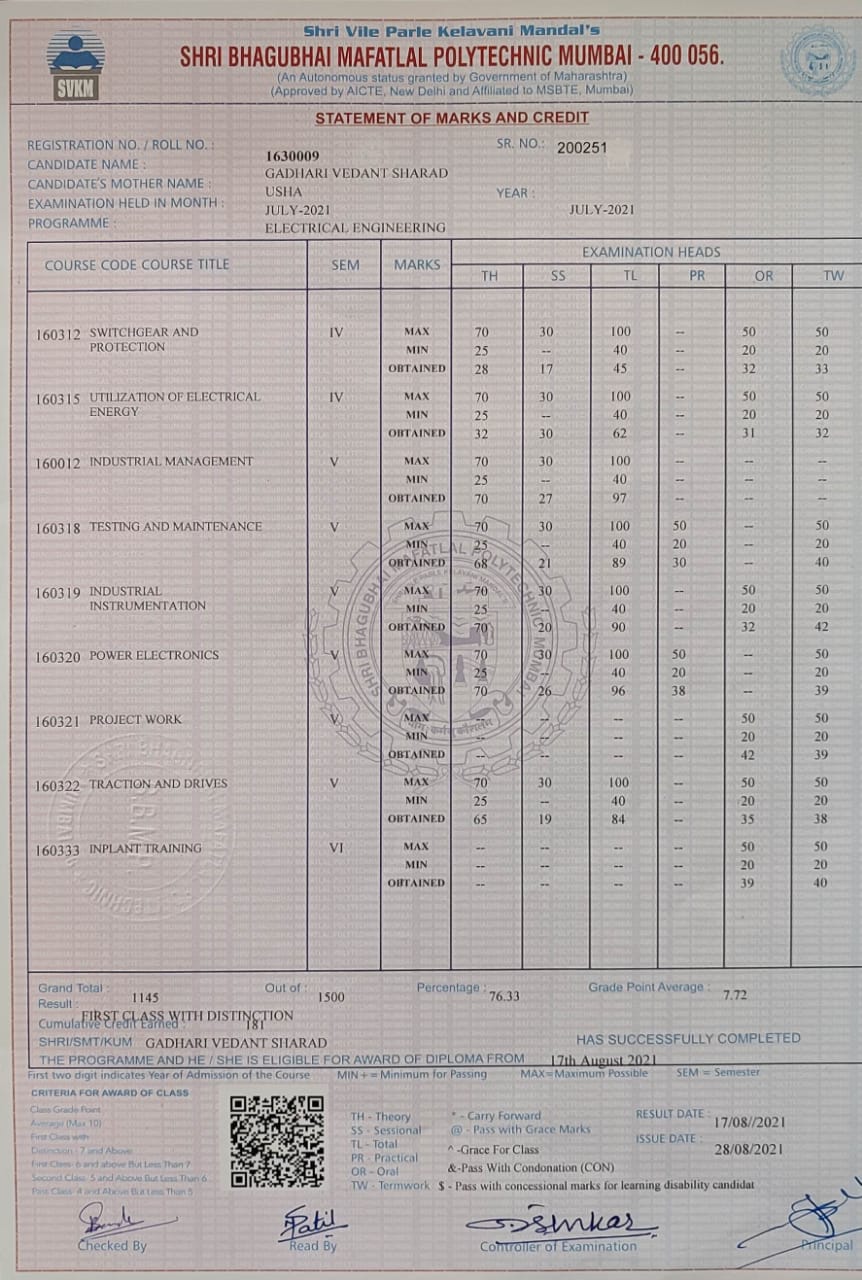 Shri Vile Parle Kelavani Mandal's
SHRI BHAGUBHAI MAFATLAL POLYTECHNIC MUMBAI - 400 056.
(An Autonomous status granted by Government of Maharashtra)
(Approved by AICTE, New Delhi and Affiliated to MSBTE, Mumbai)
SVKM
STATEMENT OF MARKS AND CREDIT
REGISTRATION NO. / ROLL NO. : 1630009 SR. NO.: 200251
CANDIDATE NAME : GADHARI VEDANT SHARAD
CANDIDATE'S MOTHER NAME : USHA YEAR :
EXAMINATION HELD IN MONTH : JULY-2021 JULY-2021
PROGRAMME : ELECTRICAL ENGINEERING
COURSE CODE COURSE TITLE SEM MARKS EXAMINATION HEADS
TH SS TL PR OR TW
160312 SWITCHGEAR AND IV MAX 70 30 100 -- 50 50
PROTECTION MIN 25 -- 40 -- 20 20
OBTAINED 28 17 45 -- 32 33
160315 UTILIZATION OF ELECTRICAL IV MAX 70 30 100 -- 50 50
ENERGY MIN 25 -- 40 -- 20 20
OBTAINED 32 30 62 -- 31 32
160012 INDUSTRIAL MANAGEMENT V MAX 70 30 100 -- -- --
MIN 25 -- 40 -- -- --
OBTAINED 70 27 97 -- -- --
160318 TESTING AND MAINTENANCE V MAX 70 30 100 50 -- 50
MIN 25 -- 40 20 -- 20
OBTAINED 68 21 89 30 -- 40
160319 INDUSTRIAL V MAX 70 30 100 -- 50 50
INSTRUMENTATION MIN 25 -- 40 -- 20 20
OBTAINED 70 20 90 -- 32 42
160320 POWER ELECTRONICS V MAX 70 30 100 50 -- 50
MIN 25 -- 40 20 -- 20
OBTAINED 70 26 96 38 -- 39
160321 PROJECT WORK V MAX -- -- -- -- 50 50
MIN -- -- -- -- 20 20
OBTAINED -- -- -- -- 42 39
160322 TRACTION AND DRIVES V MAX 70 30 100 -- 50 50
MIN 25 -- 40 -- 20 20
OBTAINED 65 19 84 -- 35 38
160333 INPLANT TRAINING VI MAX -- -- -- -- 50 50
MIN -- -- -- -- 20 20
OBTAINED -- -- -- -- 39 40
SHRI BHAGUBHAI MAFATLAL POLYTECHNIC MUMBAI
Grand Total : 1145 Out of : 1500 Percentage : 76.33 Grade Point Average : 7.72
Result : FIRST CLASS WITH DISTINCTION
Cumulative Credit Earned : 181
SHRI/SMT/KUM GADHARI VEDANT SHARAD HAS SUCCESSFULLY COMPLETED
THE PROGRAMME AND HE / SHE IS ELIGIBLE FOR AWARD OF DIPLOMA FROM 17th August 2021
First two digit indicates Year of Admission of the Course MIN + = Minimum for Passing MAX=Maximum Possible SEM = Semester
CRITERIA FOR AWARD OF CLASS
Class Grade Point
Average (Max 10)
First Class with
Distinction - 7 and Above
First Class- 6 and above But Less Than 7
Second Class- 5 and Above But Less Than 6
Pass Class- 4 and Above But Less Than 5
TH - Theory
SS - Sessional
TL - Total
PR - Practical
OR - Oral
TW - Termwork
* - Carry Forward
@ - Pass with Grace Marks
^ -Grace For Class
&-Pass With Condonation (CON)
$ - Pass with concessional marks for learning disability candidat
RESULT DATE : 17/08//2021
ISSUE DATE : 28/08/2021
Patil
Checked By Read By Controller of Examination Principal